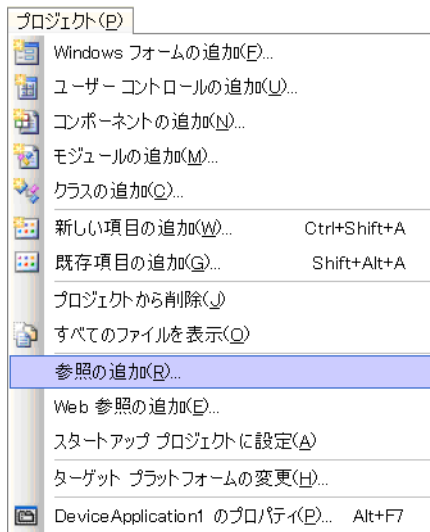 プロジェクト(P)
Windows フォームの追加(F)...
ユーザー コントロールの追加(U)...
コンポーネントの追加(N)...
モジュールの追加(M)...
クラスの追加(C)...
新しい項目の追加(W)... Ctrl+Shift+A
既存項目の追加(G)... Shift+Alt+A
プロジェクトから削除(J)
すべてのファイルを表示(O)
参照の追加(R)...
Web 参照の追加(E)...
スタートアップ プロジェクトに設定(A)
ターゲット プラットフォームの変更(H)...
DeviceApplication1 のプロパティ(P)... Alt+F7